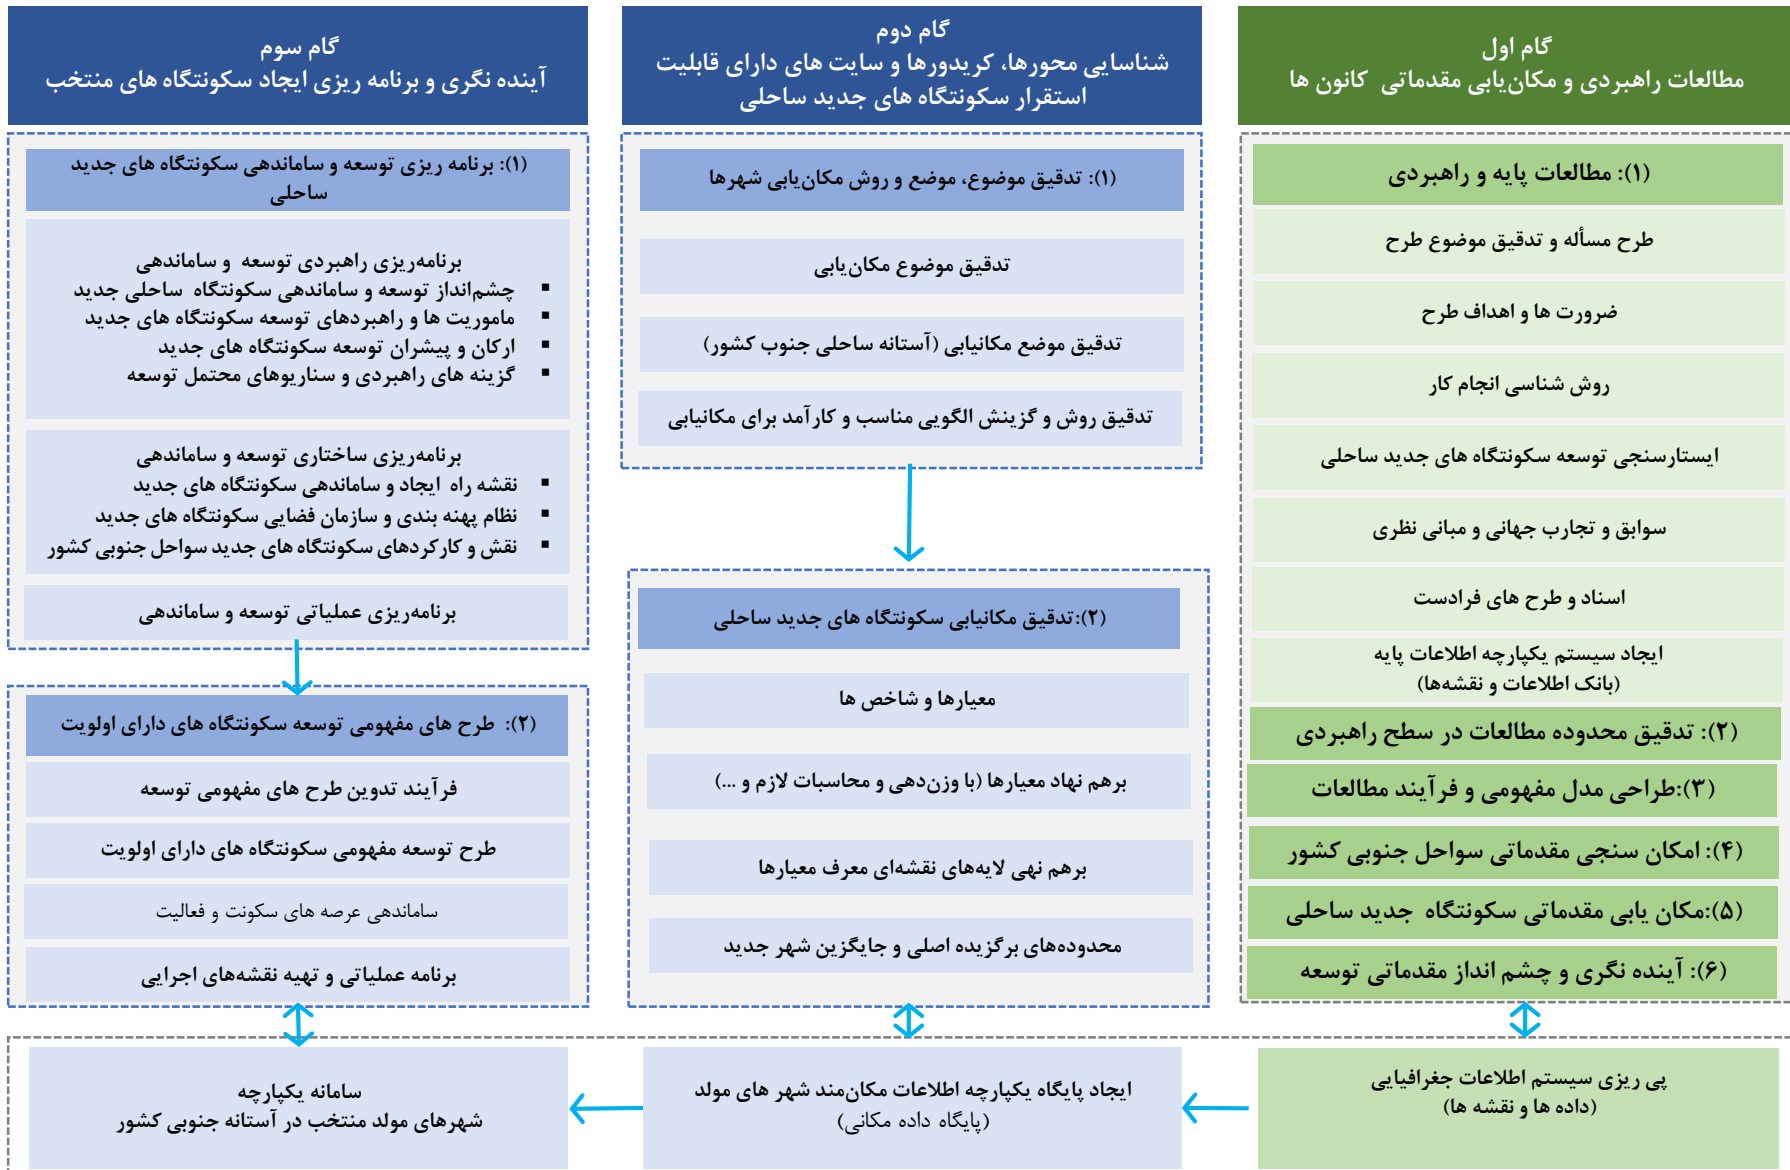 گام اول
مطالعات راهبردی و مکان‌یابی مقدماتی کانون ها
(۱): مطالعات پایه و راهبردی
طرح مسأله و تدقیق موضوع طرح
ضرورت ها و اهداف طرح
روش شناسی انجام کار
ایستارسنجی توسعه سکونتگاه های جدید ساحلی
سوابق و تجارب جهانی و مبانی نظری
اسناد و طرح های فرادست
ایجاد سیستم یکپارچه اطلاعات پایه
(بانک اطلاعات و نقشه‌ها)
(۲): تدقیق محدوده مطالعات در سطح راهبردی
(۳):طراحی مدل مفهومی و فرآیند مطالعات
(۴): امکان سنجی مقدماتی سواحل جنوبی کشور
(۵):مکان یابی مقدماتی سکونتگاه جدید ساحلی
(۶): آینده نگری و چشم انداز مقدماتی توسعه
گام دوم
شناسایی محورها، کریدورها و سایت های دارای قابلیت
استقرار سکونتگاه های جدید ساحلی
(۱): تدقیق موضوع، موضع و روش مکان‌یابی شهرها
تدقیق موضوع مکان‌یابی
تدقیق موضع مکانیابی (آستانه ساحلی جنوب کشور)
تدقیق روش و گزینش الگویی مناسب و کارآمد برای مکانیابی
(۲):تدقیق مکانیابی سکونتگاه های جدید ساحلی
معیارها و شاخص ها
برهم نهاد معیارها (با وزن‌دهی و محاسبات لازم و ...)
برهم نهی لایه‌های نقشه‌ای معرف معیارها
محدوده‌های برگزیده اصلی و جایگزین شهر جدید
گام سوم
آینده نگری و برنامه ریزی ایجاد سکونتگاه های منتخب
(۱): برنامه ریزی توسعه و ساماندهی سکونتگاه های جدید
ساحلی
برنامه‌ریزی راهبردی توسعه و ساماندهی
▪ چشم‌انداز توسعه و ساماندهی سکونتگاه ساحلی جدید
▪ ماموریت ها و راهبردهای توسعه سکونتگاه های جدید
▪ ارکان و پیشران توسعه سکونتگاه های جدید
▪ گزینه های راهبردی و سناریوهای محتمل توسعه
برنامه‌ریزی ساختاری توسعه و ساماندهی
▪ نقشه راه ایجاد و ساماندهی سکونتگاه های جدید
▪ نظام پهنه بندی و سازمان فضایی سکونتگاه های جدید
▪ نقش و کارکردهای سکونتگاه های جدید سواحل جنوبی کشور
برنامه‌ریزی عملیاتی توسعه و ساماندهی
(۲): طرح های مفهومی توسعه سکونتگاه های دارای اولویت
فرآیند تدوین طرح های مفهومی توسعه
طرح توسعه مفهومی سکونتگاه های دارای اولویت
ساماندهی عرصه های سکونت و فعالیت
برنامه عملیاتی و تهیه نقشه‌های اجرایی
پی ریزی سیستم اطلاعات جغرافیایی
(داده ها و نقشه ها)
ایجاد پایگاه یکپارچه اطلاعات مکان‌مند شهر های مولد
(پایگاه داده مکانی)
سامانه یکپارچه
شهرهای مولد منتخب در آستانه جنوبی کشور